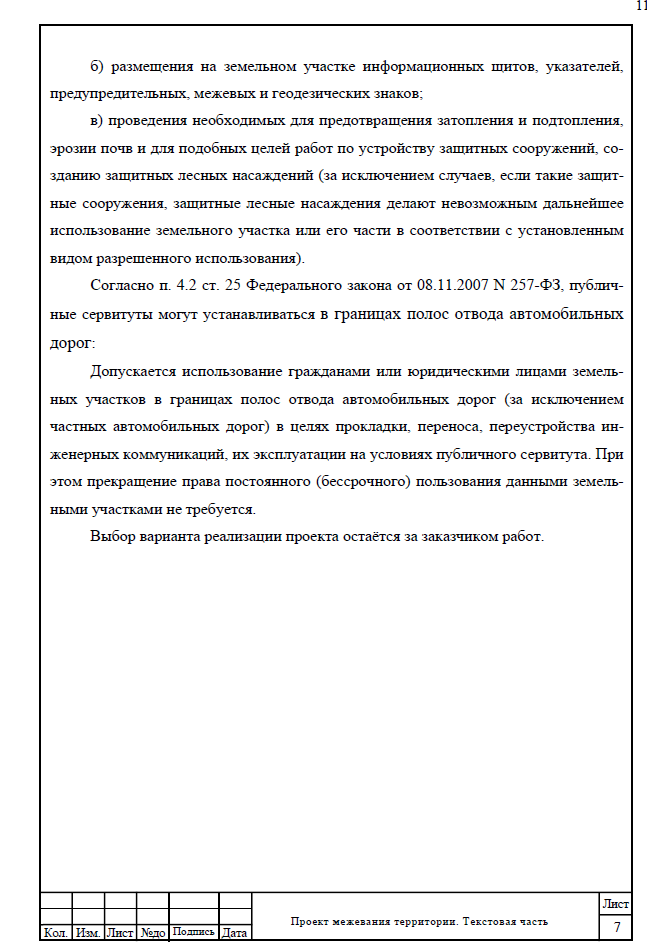 11
б) размещения на земельном участке информационных щитов, указателей,
предупредительных, межевых и геодезических знаков;
в) проведения необходимых для предотвращения затопления и подтопления,
эрозии почв и для подобных целей работ по устройству защитных сооружений, со-
зданию защитных лесных насаждений (за исключением случаев, если такие защит-
ные сооружения, защитные лесные насаждения делают невозможным дальнейшее
использование земельного участка или его части в соответствии с установленным
видом разрешенного использования).
Согласно п. 4.2 ст. 25 Федерального закона от 08.11.2007 N 257-ФЗ, публич-
ные сервитуты могут устанавливаться в границах полос отвода автомобильных
дорог:
Допускается использование гражданами или юридическими лицами земель-
ных участков в границах полос отвода автомобильных дорог (за исключением
частных автомобильных дорог) в целях прокладки, переноса, переустройства ин-
женерных коммуникаций, их эксплуатации на условиях публичного сервитута. При
этом прекращение права постоянного (бессрочного) пользования данными земель-
ными участками не требуется.
Выбор варианта реализации проекта остаётся за заказчиком работ.
Лист
Проект межевания территории. Текстовая часть
7
Кол. Изм. Лист №до Подпись Дата